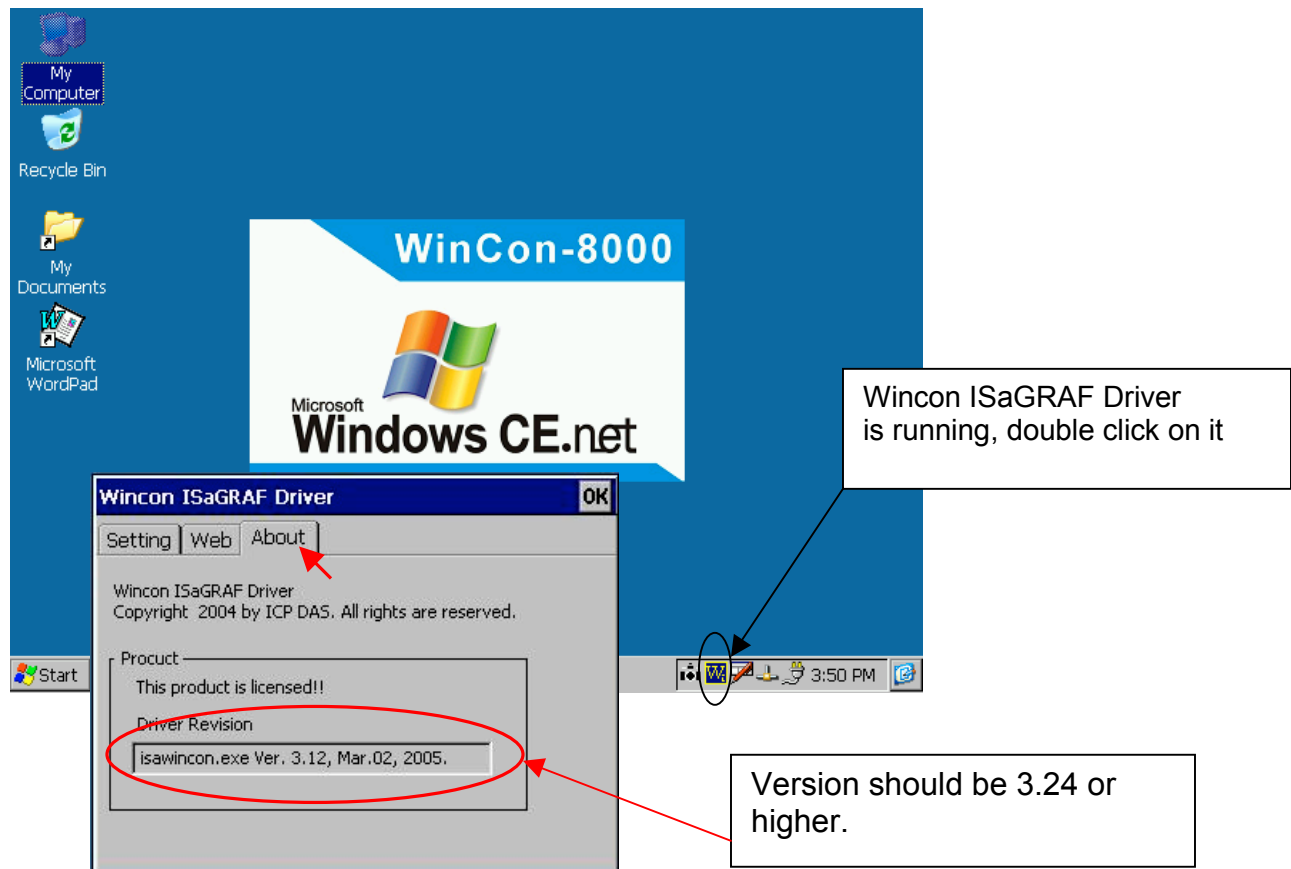 My
Computer
Recycle Bin
My
Documents
Microsoft
WordPad
WinCon-8000
Microsoft
Windows CE.net
Wincon ISaGRAF Driver
is running, double click on it
Wincon ISaGRAF Driver
OK
Setting
Web
About
Wincon ISaGRAF Driver
Copyright 2004 by ICP DAS. All rights are reserved.
Procuct
This product is licensed!!
Driver Revision
isawincon.exe Ver. 3.12, Mar.02, 2005.
Start
3:50 PM
Version should be 3.24 or
higher.